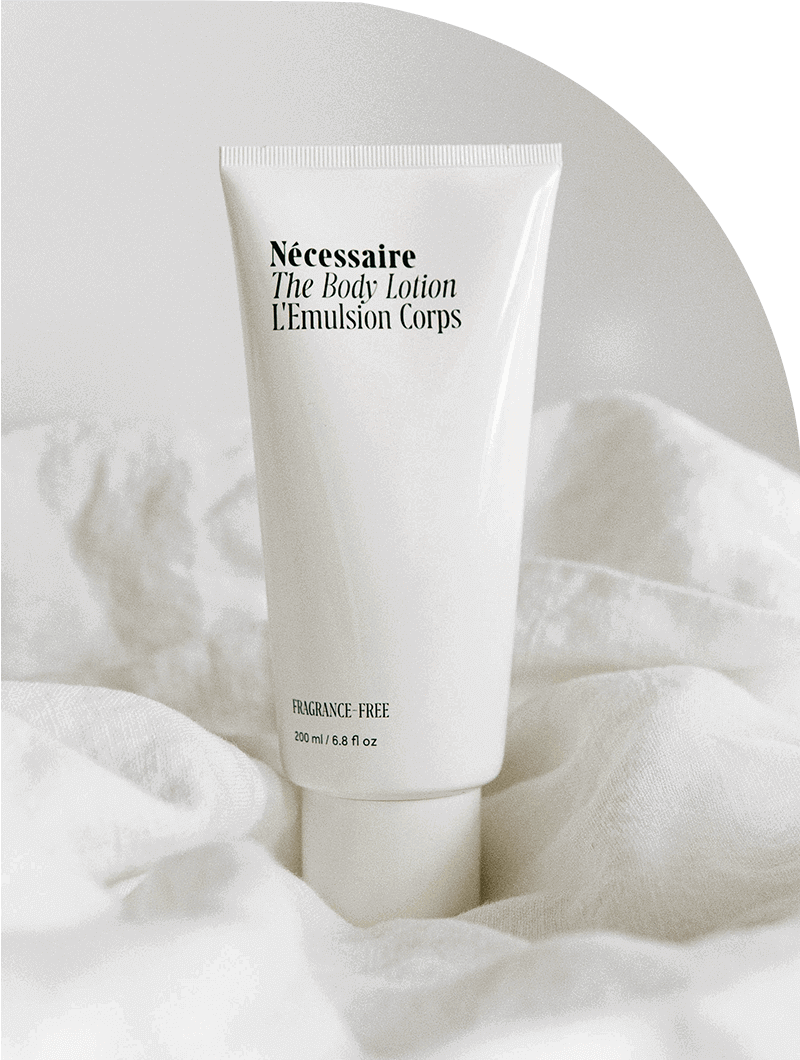 Nécessaire
The Body Lotion
L'Emulsion Corps
FRAGRANCE-FREE
200 ml / 6.8 fl oz